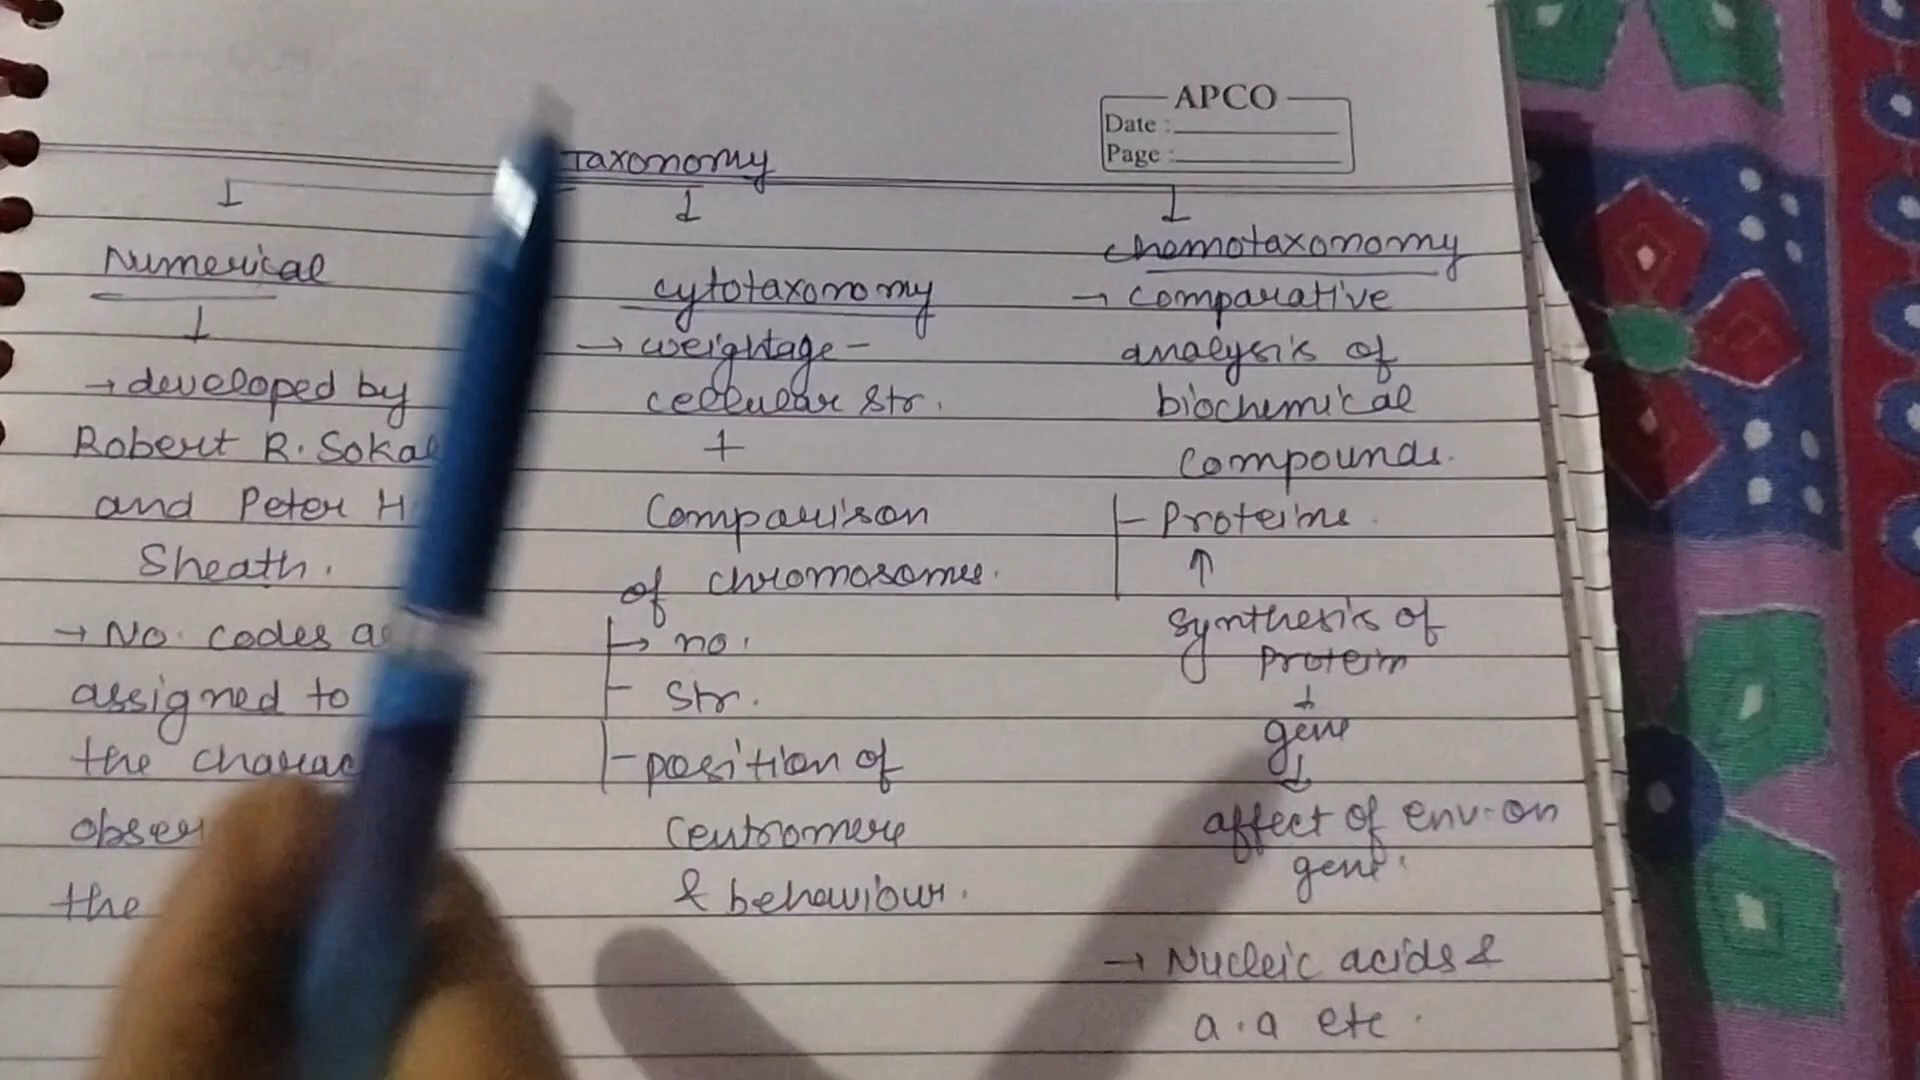 APCO
Date :
Page :
Taxonomy
Numerical
→ developed by
Robert R. Sokal
and Peter H
Sheath.
→ No. codes
assigned to
the
the
cytotaxonomy
→ weightage -
cellular str.
+
Comparison
of chromosomes.
→ no.
- str.
- position of
Centromere
& behaviour.
chemotaxonomy
→ comparative
analysis of
biochemical
compounds.
- Proteins.
↑
synthesis of
protein
↓
gene
↓
affect of env. on
gene.
→ Nucleic acids &
a.a etc.